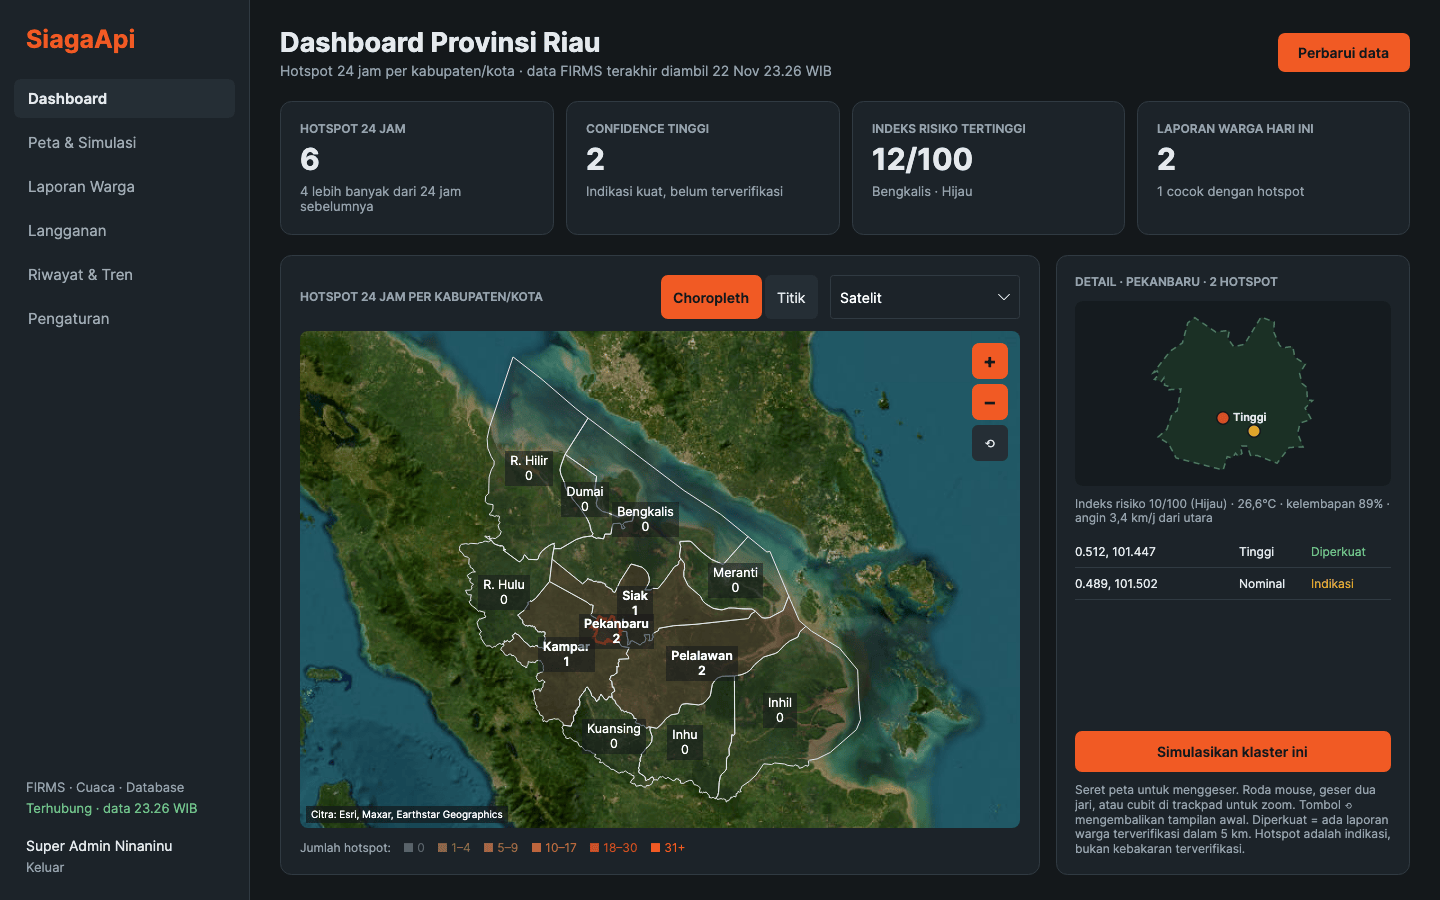 SiagaApi
Dashboard
Peta & Simulasi
Laporan Warga
Langganan
Riwayat & Tren
Pengaturan
FIRMS · Cuaca · Database
Terhubung · data 23.26 WIB
Super Admin Ninaninu
Keluar
Dashboard Provinsi Riau
Hotspot 24 jam per kabupaten/kota · data FIRMS terakhir diambil 22 Nov 23.26 WIB
Perbarui data
HOTSPOT 24 JAM
6
4 lebih banyak dari 24 jam
sebelumnya
CONFIDENCE TINGGI
2
Indikasi kuat, belum terverifikasi
INDEKS RISIKO TERTINGGI
12/100
Bengkalis · Hijau
LAPORAN WARGA HARI INI
2
1 cocok dengan hotspot
HOTSPOT 24 JAM PER KABUPATEN/KOTA
Choropleth
Titik
Satelit
+
−
⟲
R. Hilir
0
Dumai
0
Bengkalis
0
R. Hulu
0
Meranti
0
Siak
1
Pekanbaru
2
Kampar
1
Pelalawan
2
Inhil
0
Kuansing
0
Inhu
0
Citra: Esri, Maxar, Earthstar Geographics
Jumlah hotspot: 0 1–4 5–9 10–17 18–30 31+
DETAIL · PEKANBARU · 2 HOTSPOT
Tinggi
Indeks risiko 10/100 (Hijau) · 26,6°C · kelembapan 89% ·
angin 3,4 km/j dari utara
0.512, 101.447 Tinggi Diperkuat
0.489, 101.502 Nominal Indikasi
Simulasikan klaster ini
Seret peta untuk menggeser. Roda mouse, geser dua
jari, atau cubit di trackpad untuk zoom. Tombol ⟲
mengembalikan tampilan awal. Diperkuat = ada laporan
warga terverifikasi dalam 5 km. Hotspot adalah indikasi,
bukan kebakaran terverifikasi.